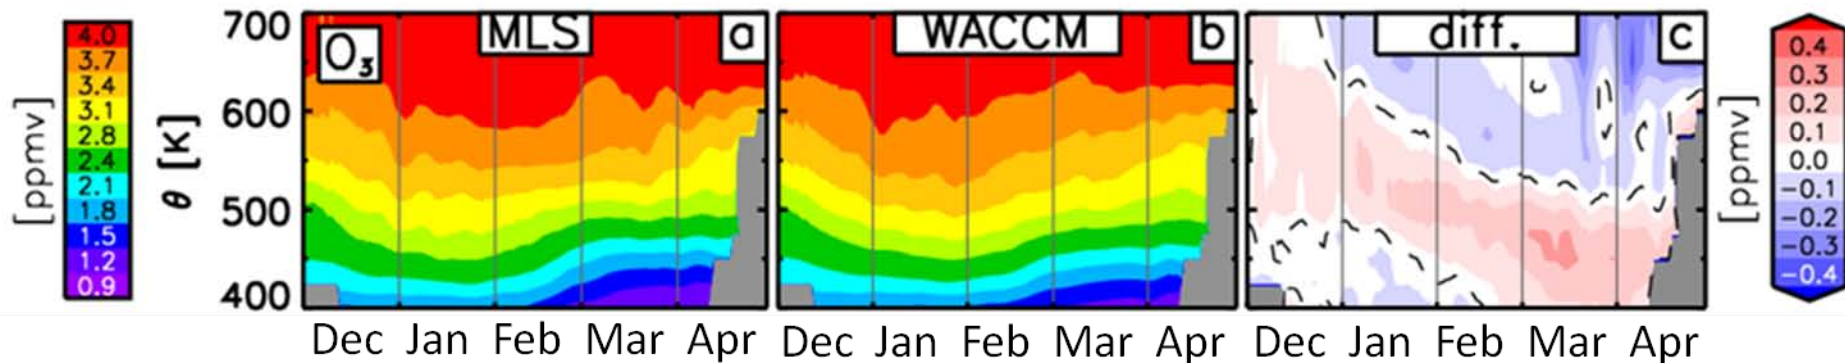 [ppmv]
4.0
3.7
3.4
3.1
2.8
2.4
2.1
1.8
1.5
1.2
0.9
θ [K]
700
600
500
400
O₃ MLS a
WACCM b
diff. c
Dec Jan Feb Mar Apr
Dec Jan Feb Mar Apr
Dec Jan Feb Mar Apr
[ppmv]
0.4
0.3
0.2
0.1
0.0
−0.1
−0.2
−0.3
−0.4